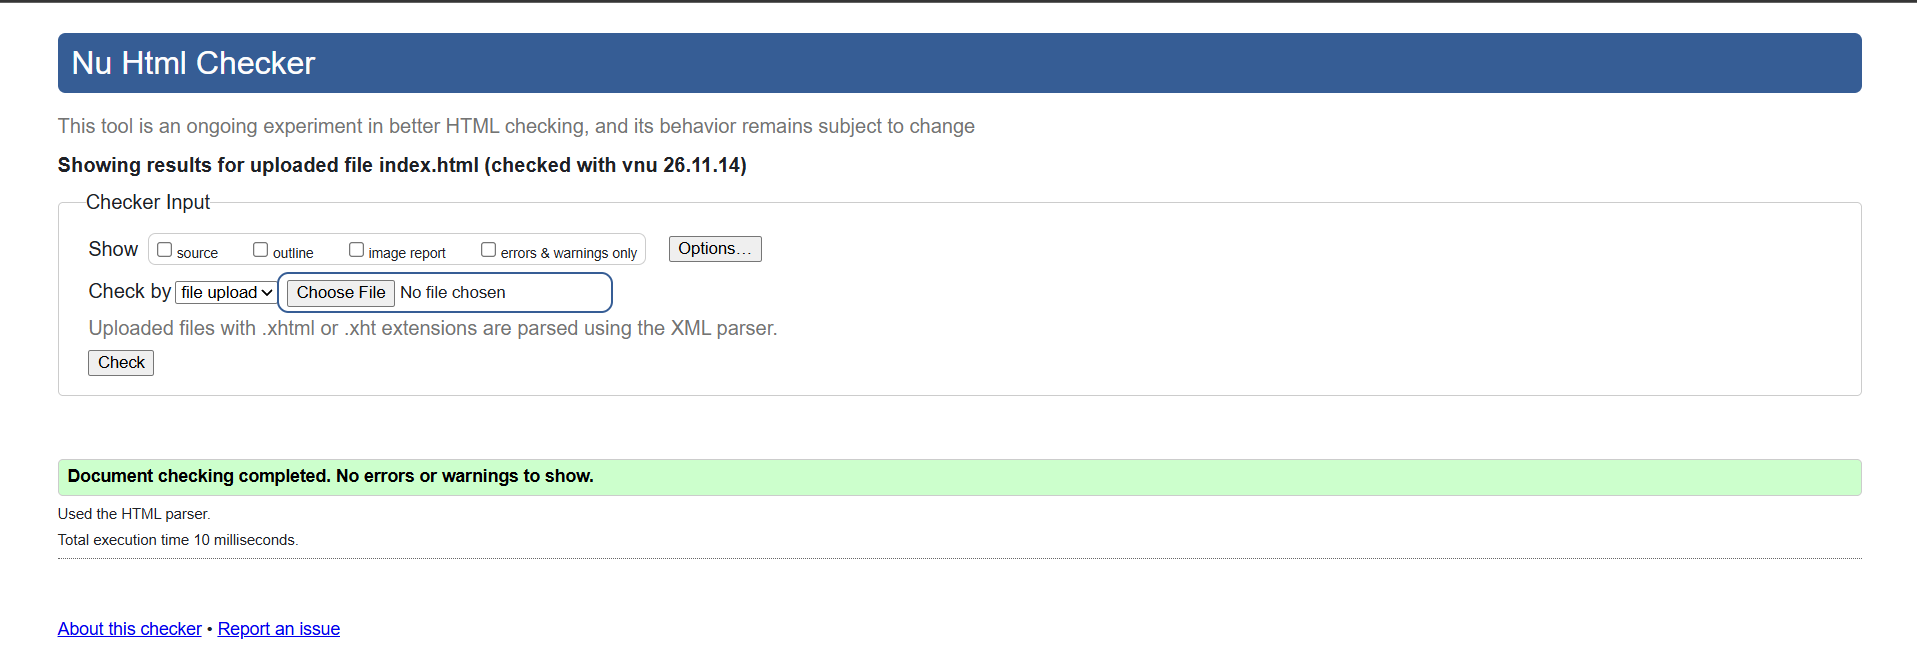 Nu Html Checker
This tool is an ongoing experiment in better HTML checking, and its behavior remains subject to change
Showing results for uploaded file index.html (checked with vnu 26.11.14)
Checker Input
Show source outline image report errors & warnings only Options…
Check by file upload Choose File No file chosen
Uploaded files with .xhtml or .xht extensions are parsed using the XML parser.
Check
Document checking completed. No errors or warnings to show.
Used the HTML parser.
Total execution time 10 milliseconds.
About this checker • Report an issue